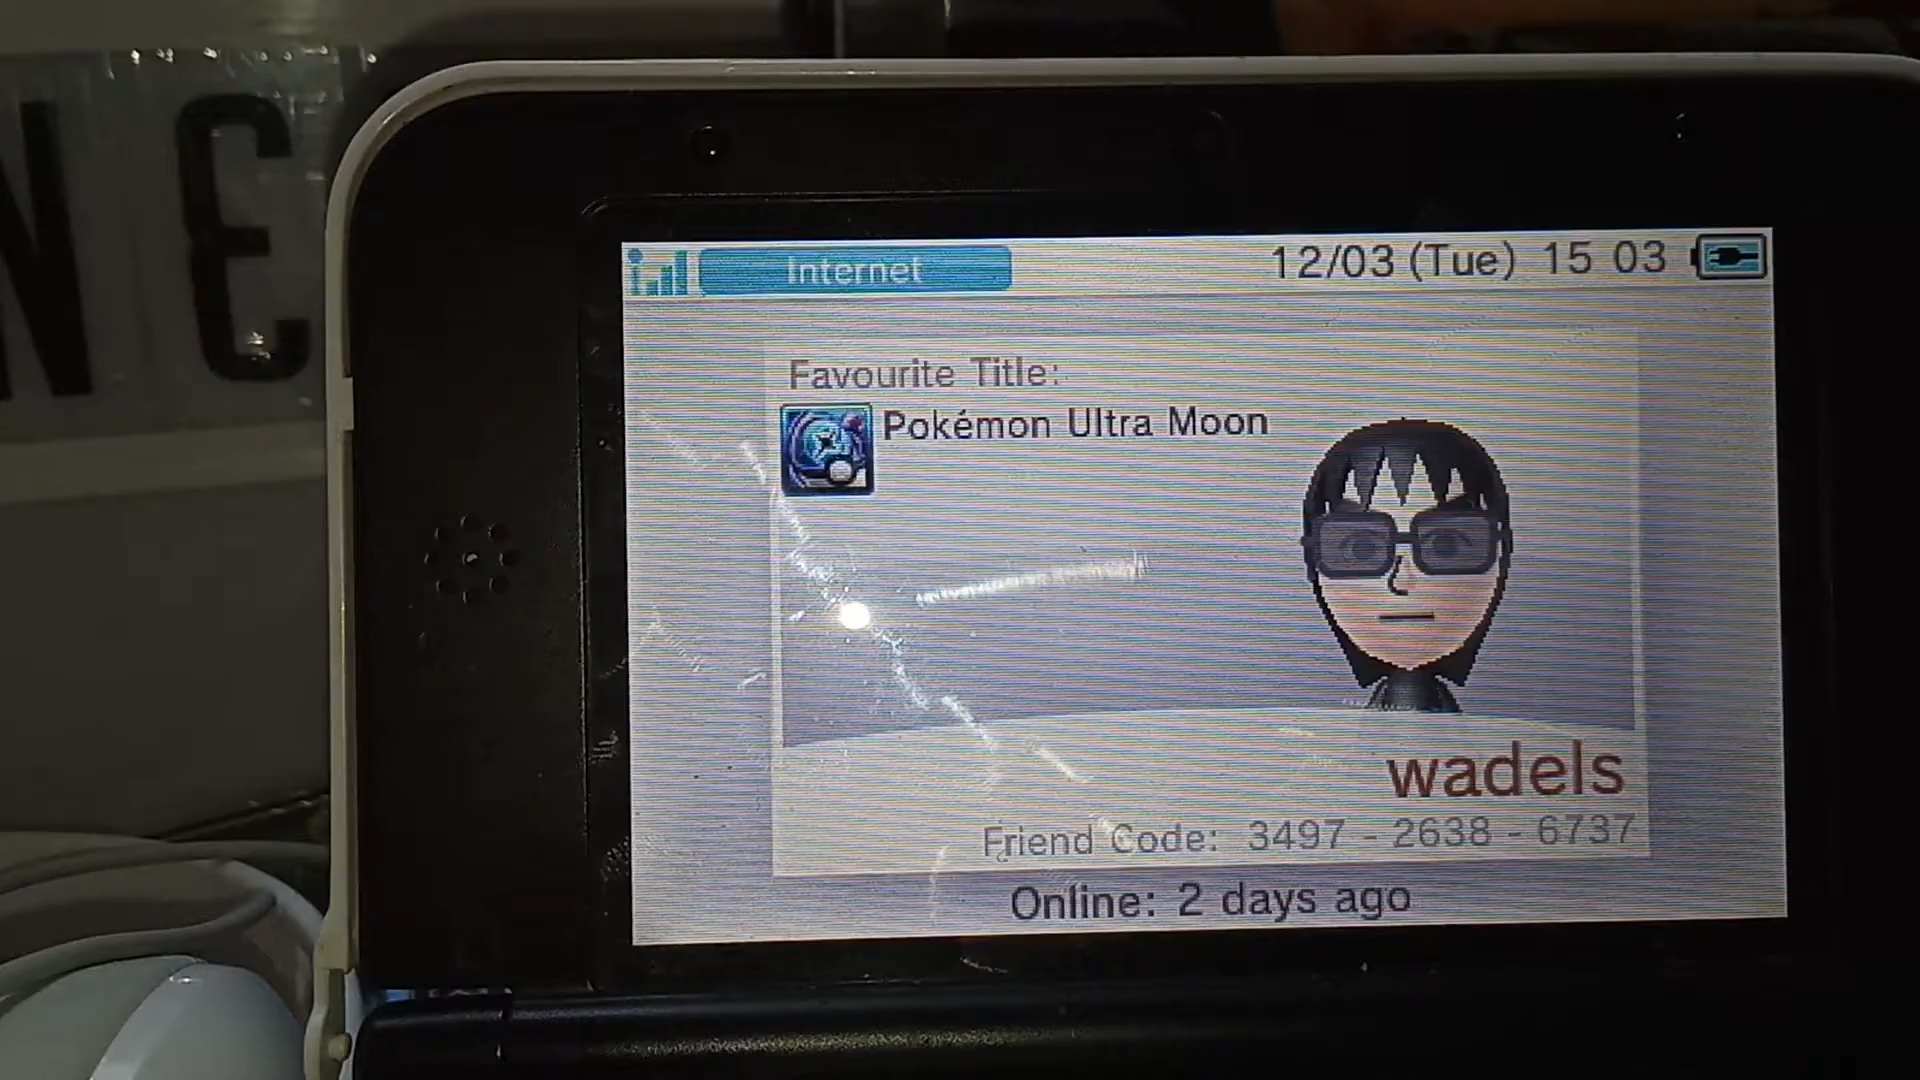 N E
Internet 12/03 (Tue) 15 03
Favourite Title:
Pokémon Ultra Moon
wadels
Friend Code: 3497 - 2638 - 6737
Online: 2 days ago